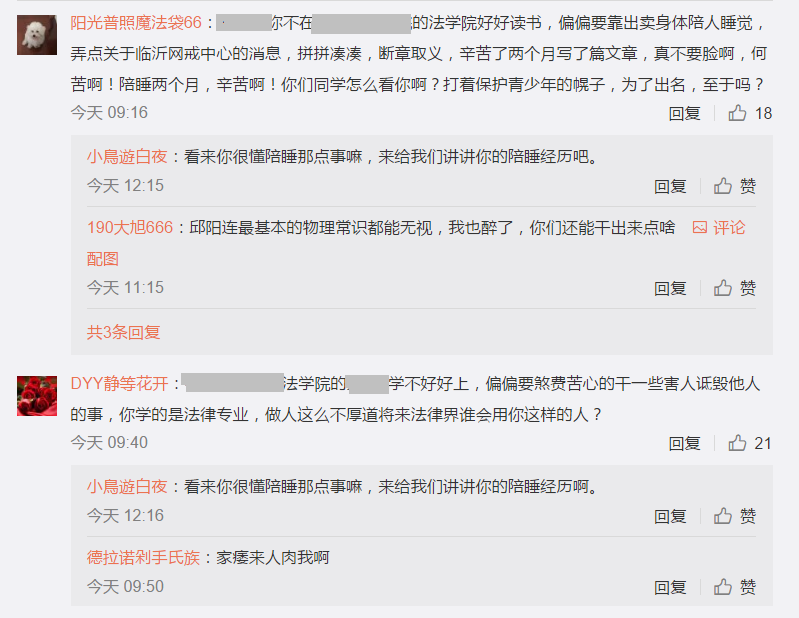 阳光普照魔法袋66：你不在的法学院好好读书，偏偏要靠出卖身体陪人睡觉，
弄点关于临沂网戒中心的消息，拼拼凑凑，断章取义，辛苦了两个月写了篇文章，真不要脸啊，何
苦啊！陪睡两个月，辛苦啊！你们同学怎么看你啊？打着保护青少年的幌子，为了出名，至于吗？
今天 09:16 回复 18
小鳥遊白夜：看来你很懂陪睡那点事嘛，来给我们讲讲你的陪睡经历吧。
今天 12:15 回复 赞
190大旭666：邱阳连最基本的物理常识都能无视，我也醉了，你们还能干出来点啥 评论
配图
今天 11:15 回复 赞
共3条回复
DYY静等花开：法学院的学不好好上，偏偏要煞费苦心的干一些害人诋毁他人
的事，你学的是法律专业，做人这么不厚道将来法律界谁会用你这样的人？
今天 09:40 回复 21
小鳥遊白夜：看来你很懂陪睡那点事嘛，来给我们讲讲你的陪睡经历啊。
今天 12:16 回复 赞
德拉诺剁手氏族：家痿来人肉我啊
今天 09:50 回复 赞